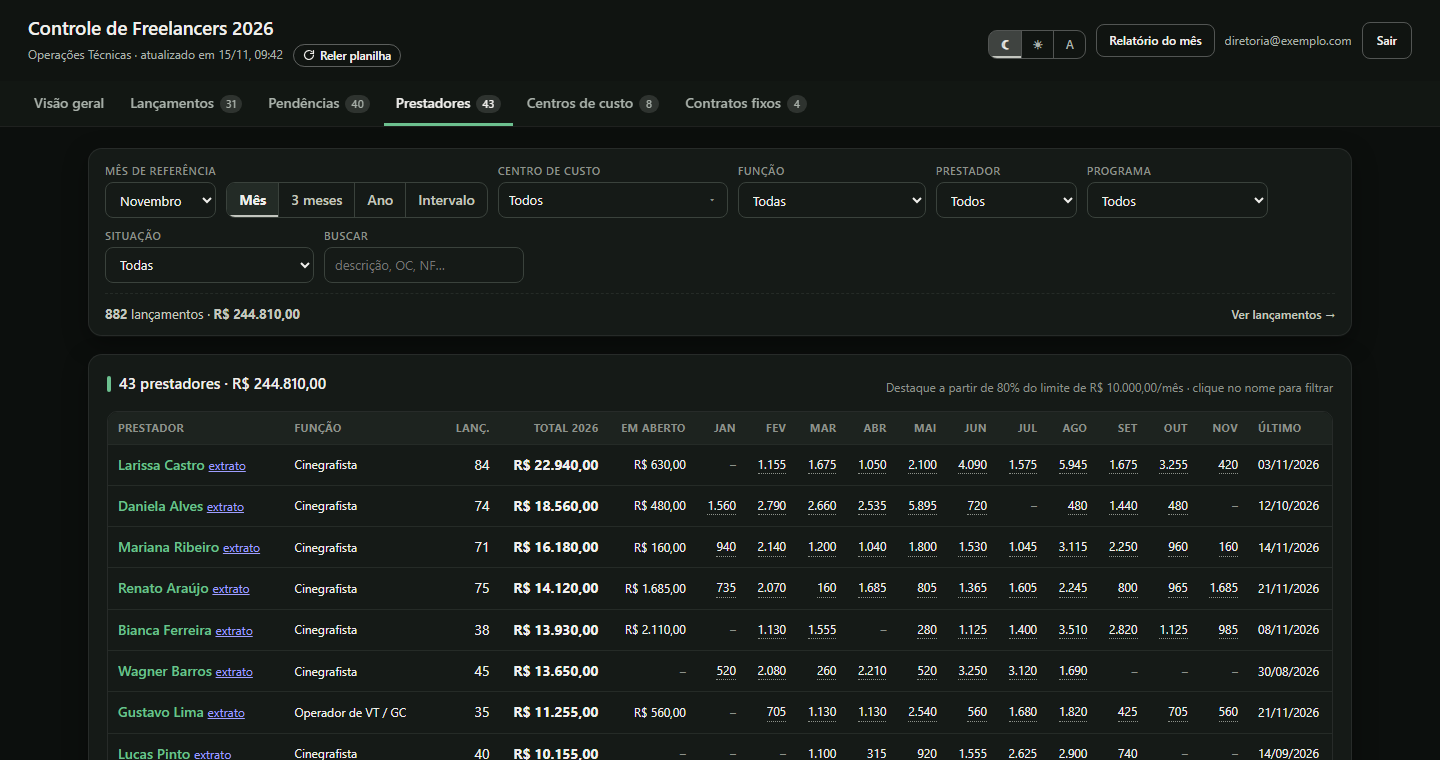 Controle de Freelancers 2026
Operações Técnicas · atualizado em 15/11, 09:42 Reler planilha
A Relatório do mês diretoria@exemplo.com Sair
Visão geral Lançamentos 31 Pendências 40 Prestadores 43 Centros de custo 8 Contratos fixos 4
MÊS DE REFERÊNCIA CENTRO DE CUSTO FUNÇÃO PRESTADOR PROGRAMA
Novembro Mês 3 meses Ano Intervalo Todos Todas Todos Todos
SITUAÇÃO BUSCAR
Todas descrição, OC, NF...
882 lançamentos · R$ 244.810,00 Ver lançamentos →
43 prestadores · R$ 244.810,00 Destaque a partir de 80% do limite de R$ 10.000,00/mês · clique no nome para filtrar
PRESTADOR FUNÇÃO LANÇ. TOTAL 2026 EM ABERTO JAN FEV MAR ABR MAI JUN JUL AGO SET OUT NOV ÚLTIMO
Larissa Castro extrato Cinegrafista 84 R$ 22.940,00 R$ 630,00 – 1.155 1.675 1.050 2.100 4.090 1.575 5.945 1.675 3.255 420 03/11/2026
Daniela Alves extrato Cinegrafista 74 R$ 18.560,00 R$ 480,00 1.560 2.790 2.660 2.535 5.895 720 – 480 1.440 480 – 12/10/2026
Mariana Ribeiro extrato Cinegrafista 71 R$ 16.180,00 R$ 160,00 940 2.140 1.200 1.040 1.800 1.530 1.045 3.115 2.250 960 160 14/11/2026
Renato Araújo extrato Cinegrafista 75 R$ 14.120,00 R$ 1.685,00 735 2.070 160 1.685 805 1.365 1.605 2.245 800 965 1.685 21/11/2026
Bianca Ferreira extrato Cinegrafista 38 R$ 13.930,00 R$ 2.110,00 – 1.130 1.555 – 280 1.125 1.400 3.510 2.820 1.125 985 08/11/2026
Wagner Barros extrato Cinegrafista 45 R$ 13.650,00 – 520 2.080 260 2.210 520 3.250 3.120 1.690 – – – 30/08/2026
Gustavo Lima extrato Operador de VT / GC 35 R$ 11.255,00 R$ 560,00 – 705 1.130 1.130 2.540 560 1.680 1.820 425 705 560 21/11/2026
Lucas Pinto extrato Cinegrafista 40 R$ 10.155,00 – – – 1.100 315 920 1.555 2.625 2.900 740 – – 14/09/2026